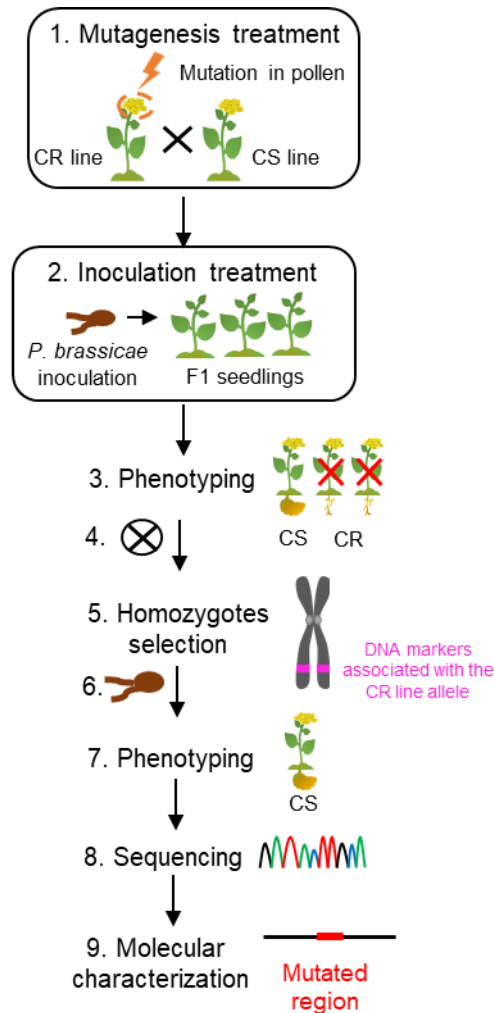 1. Mutagenesis treatment
Mutation in pollen
CR line
CS line
2. Inoculation treatment
P. brassicae
inoculation
F1 seedlings
3. Phenotyping
CS
CR
4.
5. Homozygotes
selection
DNA markers
associated with the
CR line allele
6.
7. Phenotyping
CS
8. Sequencing
9. Molecular
characterization
Mutated
region